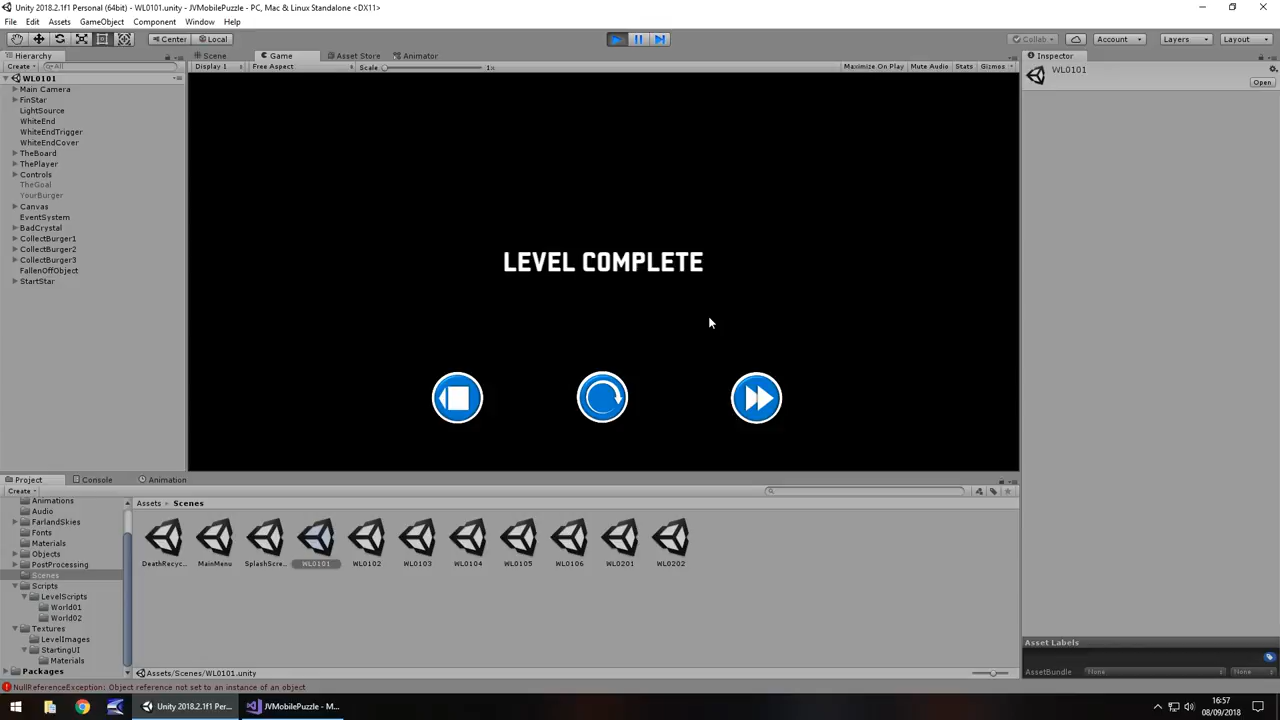 Unity 2018.2.1f1 Personal (64bit) - WL0101.unity - JVMobilePuzzle - PC, Mac & Linux Standalone <DX11>
File Edit Assets GameObject Component Window Help
Center Local
Collab Account Layers Layout
Hierarchy
Create All
WL0101
Main Camera
FinStar
LightSource
WhiteEnd
WhiteEndTrigger
WhiteEndCover
TheBoard
ThePlayer
Controls
TheGoal
YourBurger
Canvas
EventSystem
BadCrystal
CollectBurger1
CollectBurger2
CollectBurger3
FallenOffObject
StartStar
Scene Game Asset Store Animator
Display 1 Free Aspect Scale 1x Maximize On Play Mute Audio Stats Gizmos
LEVEL COMPLETE
Inspector
WL0101
Open
Project Console Animation
Create
Animations
Audio
FarlandSkies
Fonts
Materials
Objects
PostProcessing
Scenes
Scripts
LevelScripts
World01
World02
Textures
LevelImages
StartingUI
Materials
Packages
Assets Scenes
DeathRecyc... MainMenu SplashScre... WL0101 WL0102 WL0103 WL0104 WL0105 WL0106 WL0201 WL0202
Assets/Scenes/WL0101.unity
Asset Labels
AssetBundle None None
NullReferenceException: Object reference not set to an instance of an object
Unity 2018.2.1f1 Per... JVMobilePuzzle - M...
16:57
08/09/2018